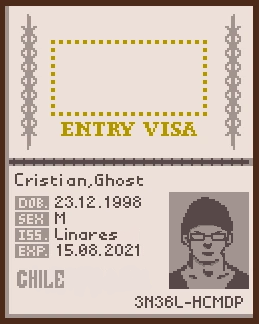 ENTRY VISA
Cristian,Ghost
DOB. 23.12.1998
SEX M
ISS. Linares
EXP. 15.08.2021
CHILE
3N36L-HCMDP